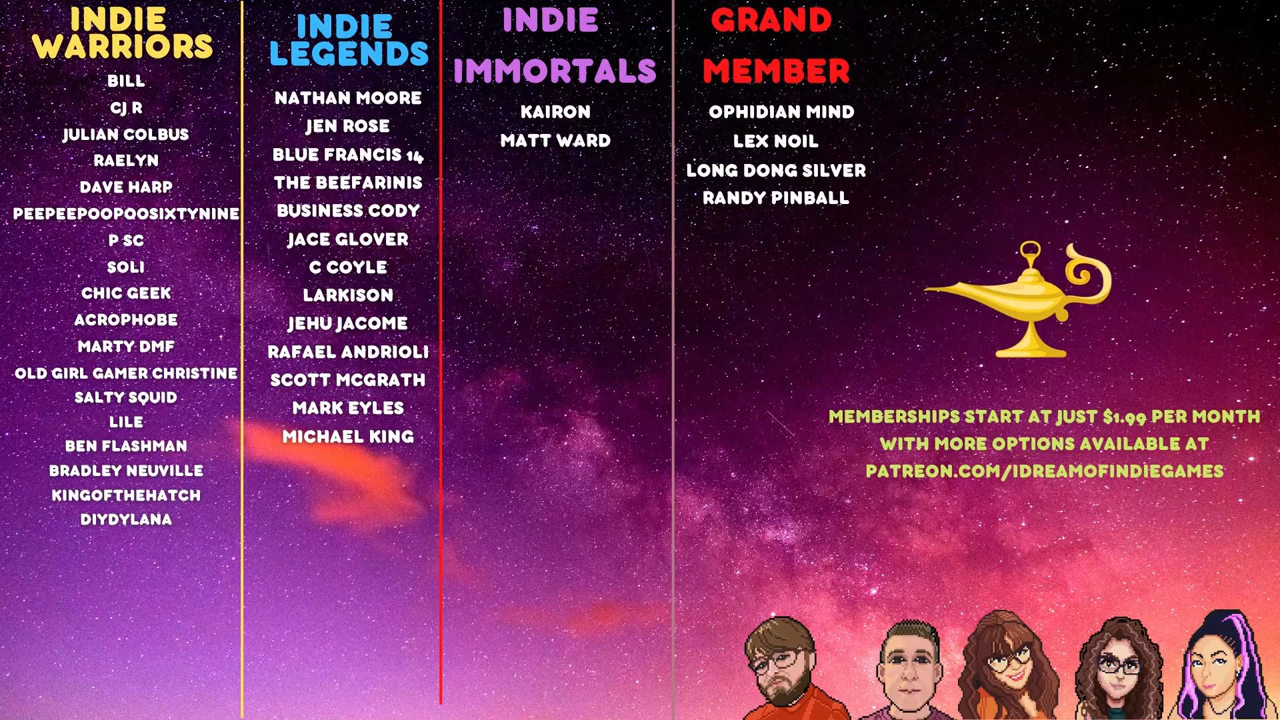 INDIE
WARRIORS
BILL
CJ R
JULIAN COLBUS
RAELYN
DAVE HARP
PEEPEEPOOPOOSIXTYNINE
P SC
SOLI
CHIC GEEK
ACROPHOBE
MARTY DMF
OLD GIRL GAMER CHRISTINE
SALTY SQUID
LILE
BEN FLASHMAN
BRADLEY NEUVILLE
KINGOFTHEHATCH
DIYDYLANA
INDIE
LEGENDS
NATHAN MOORE
JEN ROSE
BLUE FRANCIS 14
THE BEEFARINIS
BUSINESS CODY
JACE GLOVER
C COYLE
LARKISON
JEHU JACOME
RAFAEL ANDRIOLI
SCOTT MCGRATH
MARK EYLES
MICHAEL KING
INDIE
IMMORTALS
KAIRON
MATT WARD
GRAND
MEMBER
OPHIDIAN MIND
LEX NOIL
LONG DONG SILVER
RANDY PINBALL
MEMBERSHIPS START AT JUST $1.99 PER MONTH
WITH MORE OPTIONS AVAILABLE AT
PATREON.COM/IDREAMOFINDIEGAMES